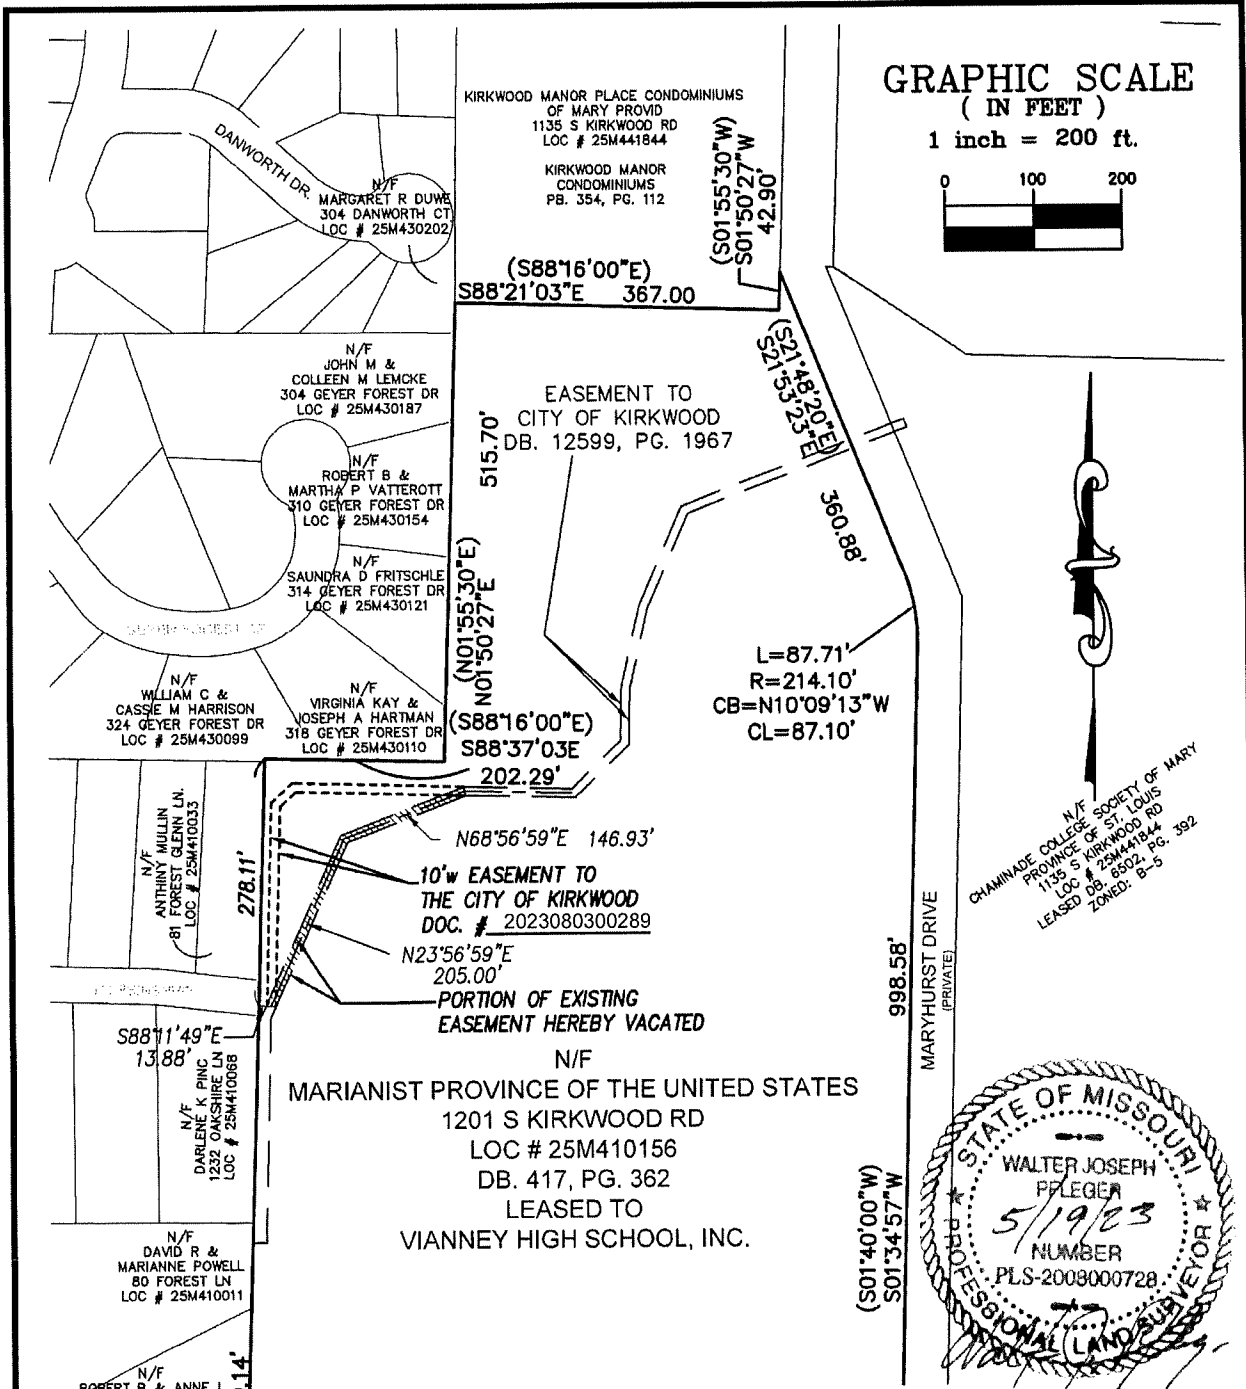 GRAPHIC SCALE
( IN FEET )
1 inch = 200 ft.
0 100 200
KIRKWOOD MANOR PLACE CONDOMINIUMS
OF MARY PROVID
1135 S KIRKWOOD RD
LOC # 25M441844
KIRKWOOD MANOR
CONDOMINIUMS
PB. 354, PG. 112
(S01°55'30"W)
S01°50'27"W
42.90'
DANWORTH DR.
N/F
MARGARET R DUWE
304 DANWORTH CT
LOC # 25M430202
(S88°16'00"E)
S88°21'03"E 367.00
(S21°48'20"E)
S21°53'23"E
360.88'
N/F
JOHN M &
COLLEEN M LEMCKE
304 GEYER FOREST DR
LOC # 25M430187
EASEMENT TO
CITY OF KIRKWOOD
DB. 12599, PG. 1967
515.70'
(N01°55'30"E)
N01°50'27"E
N/F
ROBERT B &
MARTHA P VATTEROTT
310 GEYER FOREST DR
LOC # 25M430154
N/F
SAUNDRA D FRITSCHLE
314 GEYER FOREST DR
LOC # 25M430121
N/F
WILLIAM C &
CASSIE M HARRISON
324 GEYER FOREST DR
LOC # 25M430099
N/F
VIRGINIA KAY &
JOSEPH A HARTMAN
318 GEYER FOREST DR
LOC # 25M430110
(S88°16'00"E)
S88°37'03E
202.29'
L=87.71'
R=214.10'
CB=N10°09'13"W
CL=87.10'
N/F
CHAMINADE COLLEGE SOCIETY OF MARY
PROVINCE OF ST. LOUIS
1135 S KIRKWOOD RD
LOC # 25M441844
LEASED DB. 6502, PG. 392
ZONED: B-5
N/F
ANTHINY MULLIN
81 FOREST GLENN LN.
LOC # 25M410033
278.11'
N68°56'59"E 146.93'
10'w EASEMENT TO
THE CITY OF KIRKWOOD
DOC. # 2023080300289
N23°56'59"E
205.00'
PORTION OF EXISTING
EASEMENT HEREBY VACATED
S88°11'49"E
13.88'
N/F
DARLENE K PINC
1232 OAKSHIRE LN
LOC # 25M410068
N/F
MARIANIST PROVINCE OF THE UNITED STATES
1201 S KIRKWOOD RD
LOC # 25M410156
DB. 417, PG. 362
LEASED TO
VIANNEY HIGH SCHOOL, INC.
998.58'
MARYHURST DRIVE
(PRIVATE)
(S01°40'00"W)
S01°34'57"W
N/F
DAVID R &
MARIANNE POWELL
80 FOREST LN
LOC # 25M410011
STATE OF MISSOURI
WALTER JOSEPH
PFLEGER
5/19/23
NUMBER
PLS-2008000728
PROFESSIONAL LAND SURVEYOR
N/F
ROBERT B & ANNE L
.14'